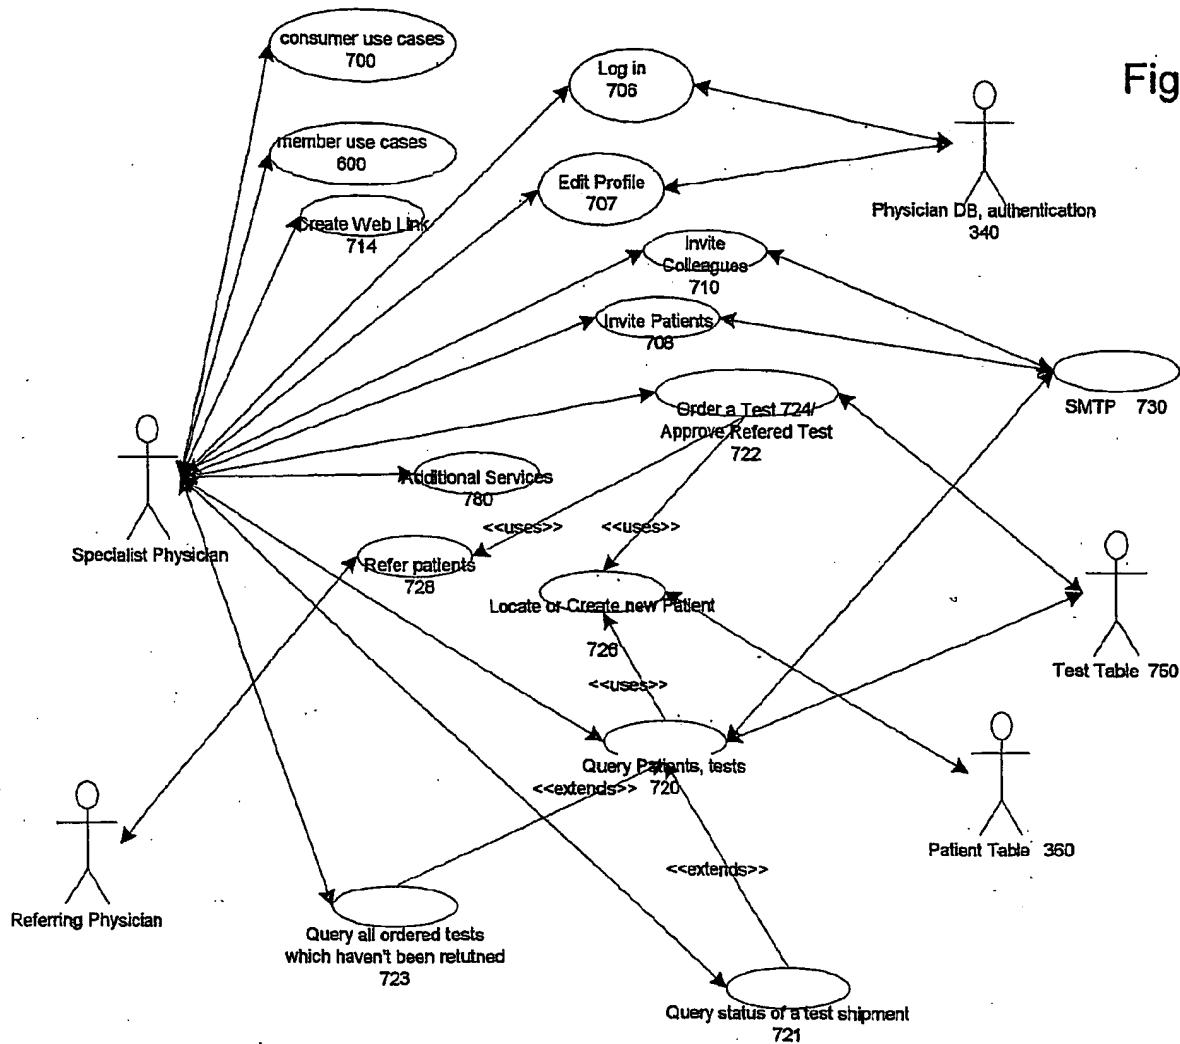 consumer use cases
700
Log in
706
Fig
member use cases
600
Edit Profile
707
Create Web Link
714
Physician DB, authentication
340
Invite
Colleagues
710
Invite Patients
708
SMTP 730
Order a Test 724/
Approve Refered Test
722
Additional Services
780
<<uses>>
<<uses>>
Specialist Physician
Refer patients
728
Locate or Create new Patient
726
<<uses>>
Test Table 750
Query Patients, tests
720
<<extends>>
Patient Table 360
<<extends>>
Referring Physician
Query all ordered tests
which haven't been retutned
723
Query status of a test shipment
721